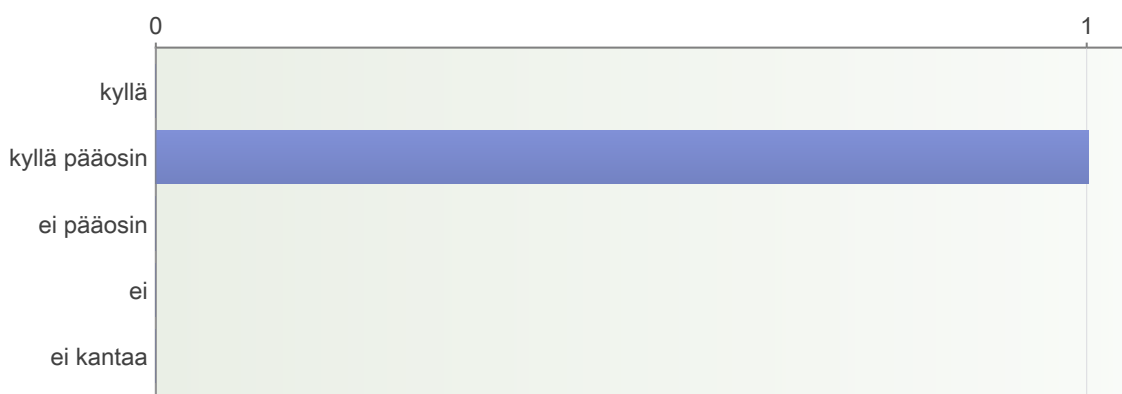 0 1
kyllä
kyllä pääosin
ei pääosin
ei
ei kantaa